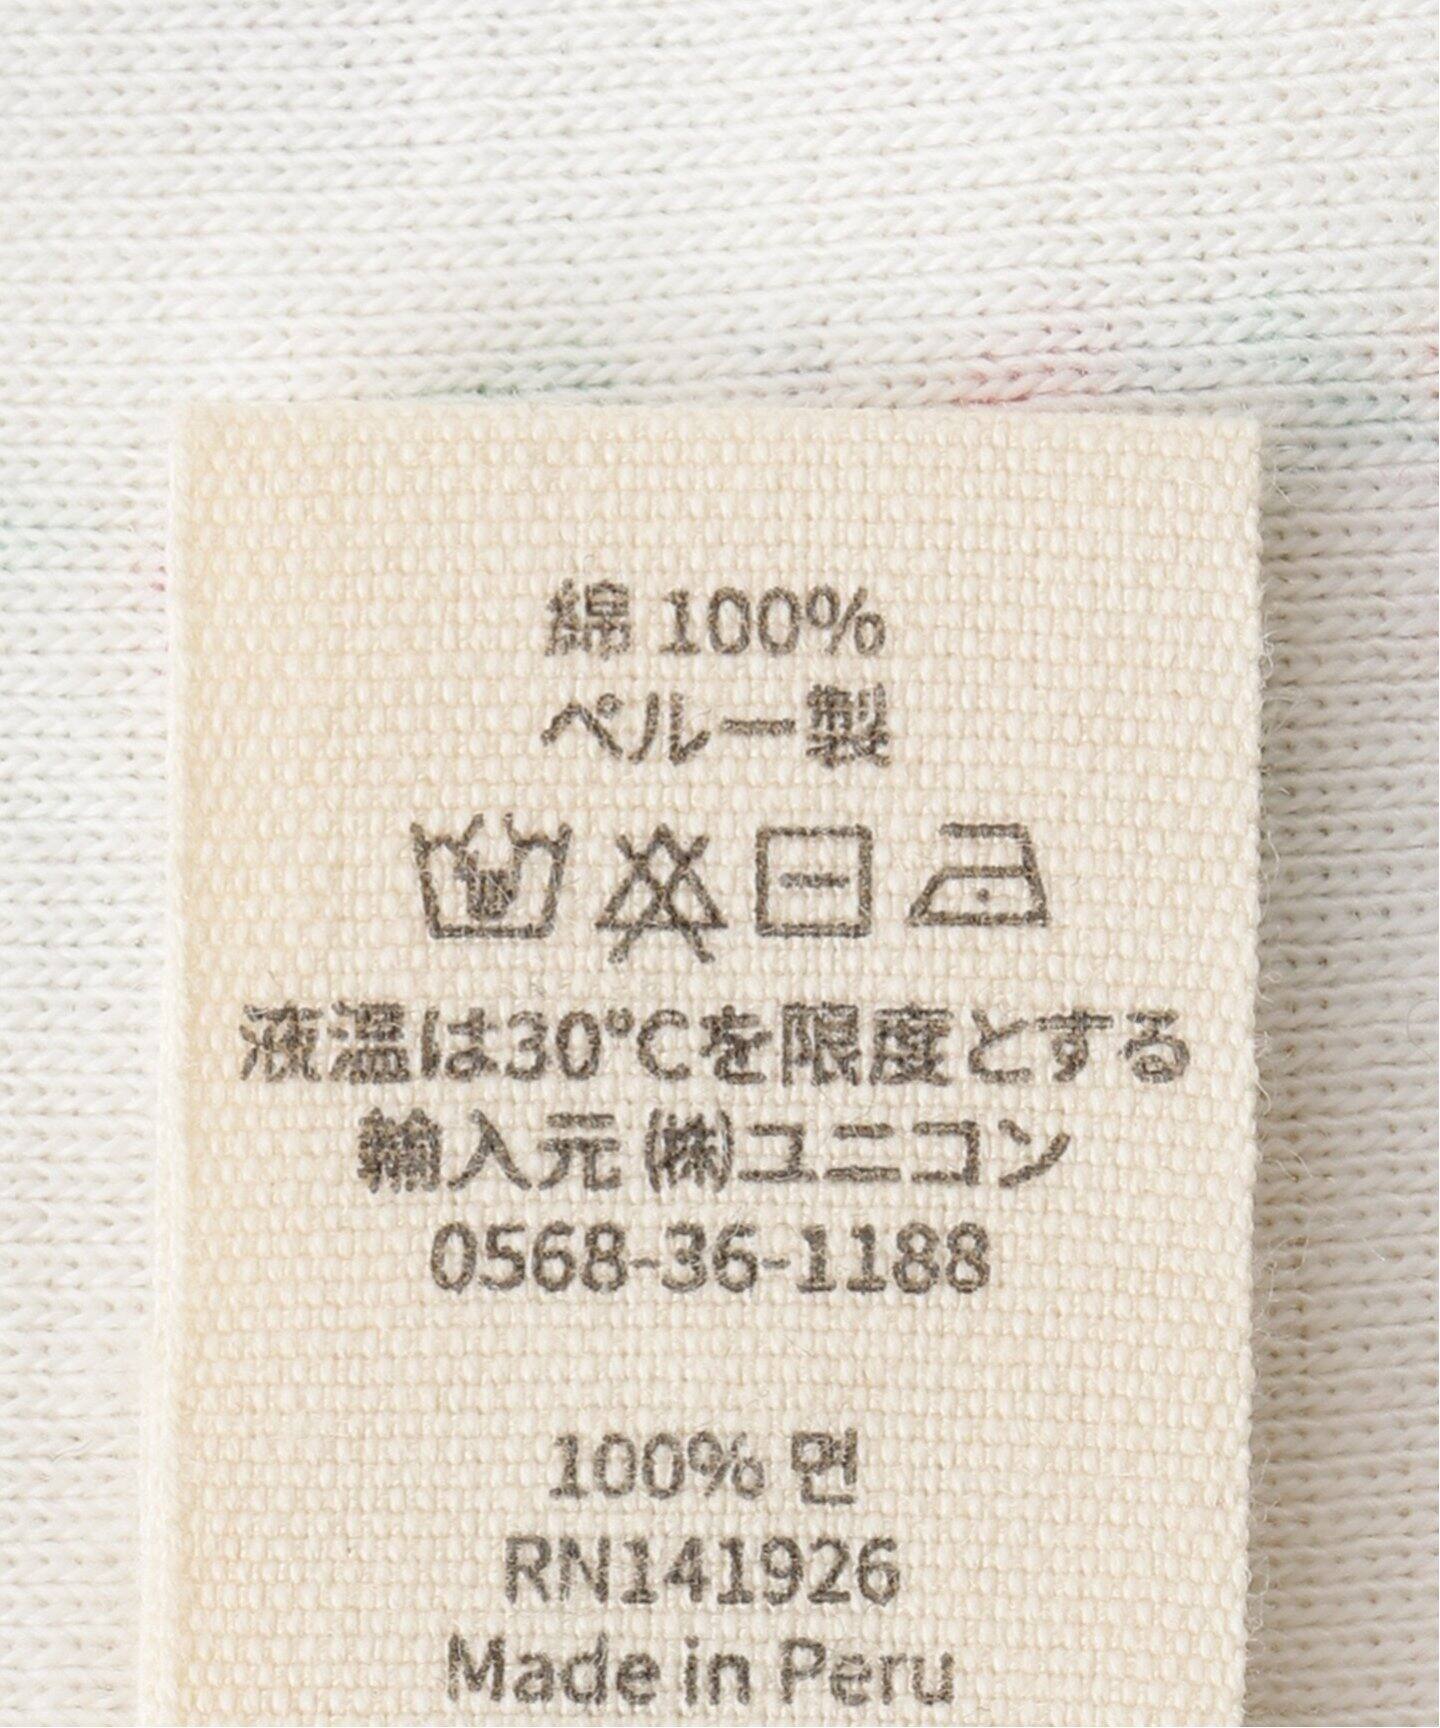 綿 100%
ペルー製
液温は30℃を限度とする
輸入元 ㈱ユニコン
0568-36-1188
100% 면
RN141926
Made in Peru